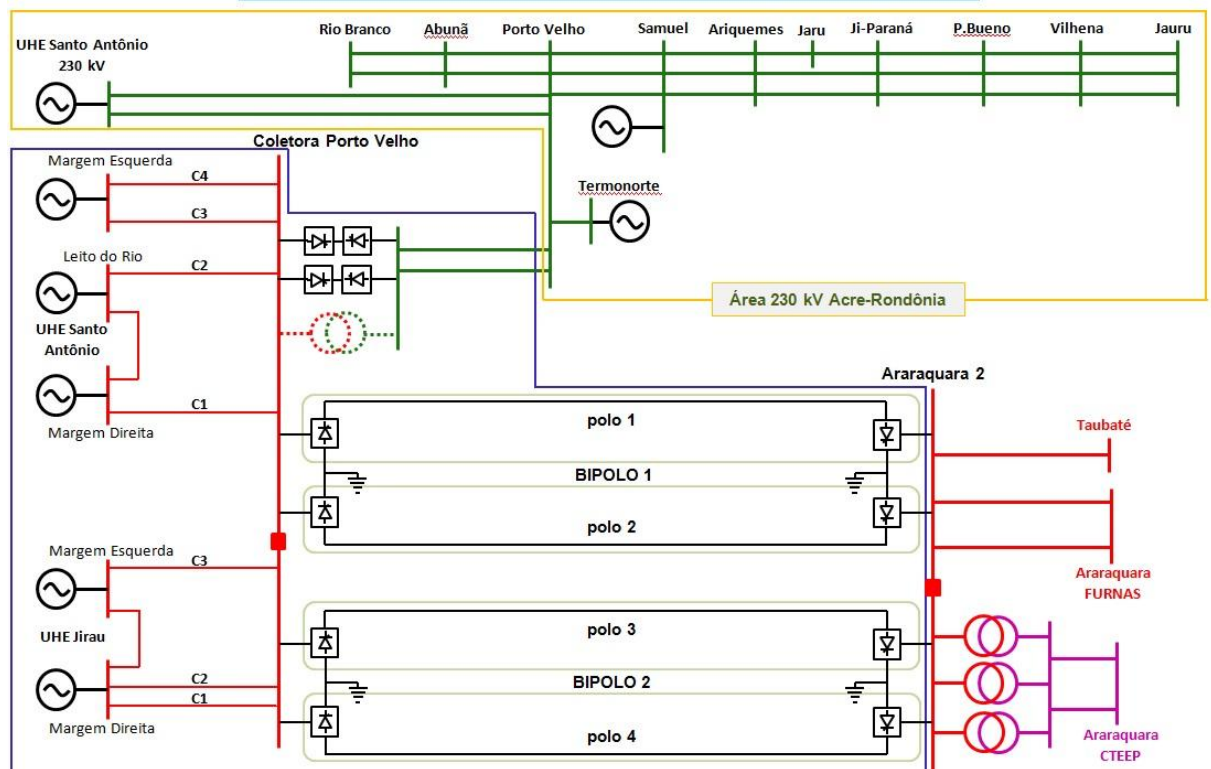 Rio Branco
Abunã
Porto Velho
Samuel
Ariquemes
Jaru
Ji-Paraná
P.Bueno
Vilhena
Jauru
UHE Santo Antônio
230 kV
Coletora Porto Velho
Margem Esquerda
C4
C3
Termonorte
Leito do Rio
C2
Área 230 kV Acre-Rondônia
UHE Santo
Antônio
Araraquara 2
C1
Margem Direita
polo 1
Taubaté
BIPOLO 1
polo 2
Margem Esquerda
C3
Araraquara
FURNAS
UHE Jirau
polo 3
C2
BIPOLO 2
C1
Margem Direita
polo 4
Araraquara
CTEEP